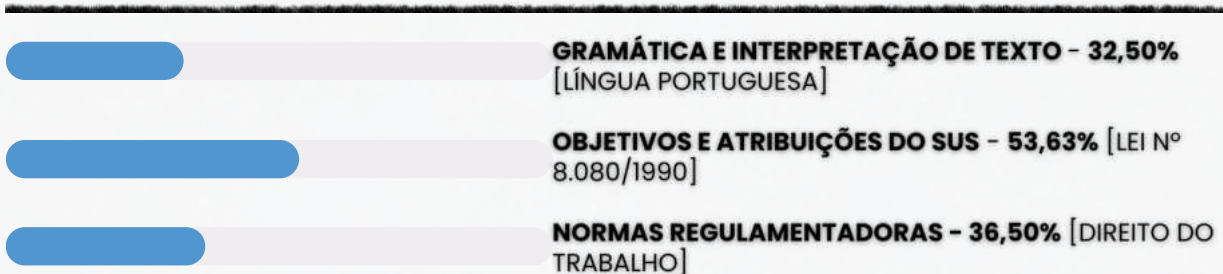 GRAMÁTICA E INTERPRETAÇÃO DE TEXTO - 32,50%
[LÍNGUA PORTUGUESA]
OBJETIVOS E ATRIBUIÇÕES DO SUS - 53,63% [LEI Nº
8.080/1990]
NORMAS REGULAMENTADORAS - 36,50% [DIREITO DO
TRABALHO]